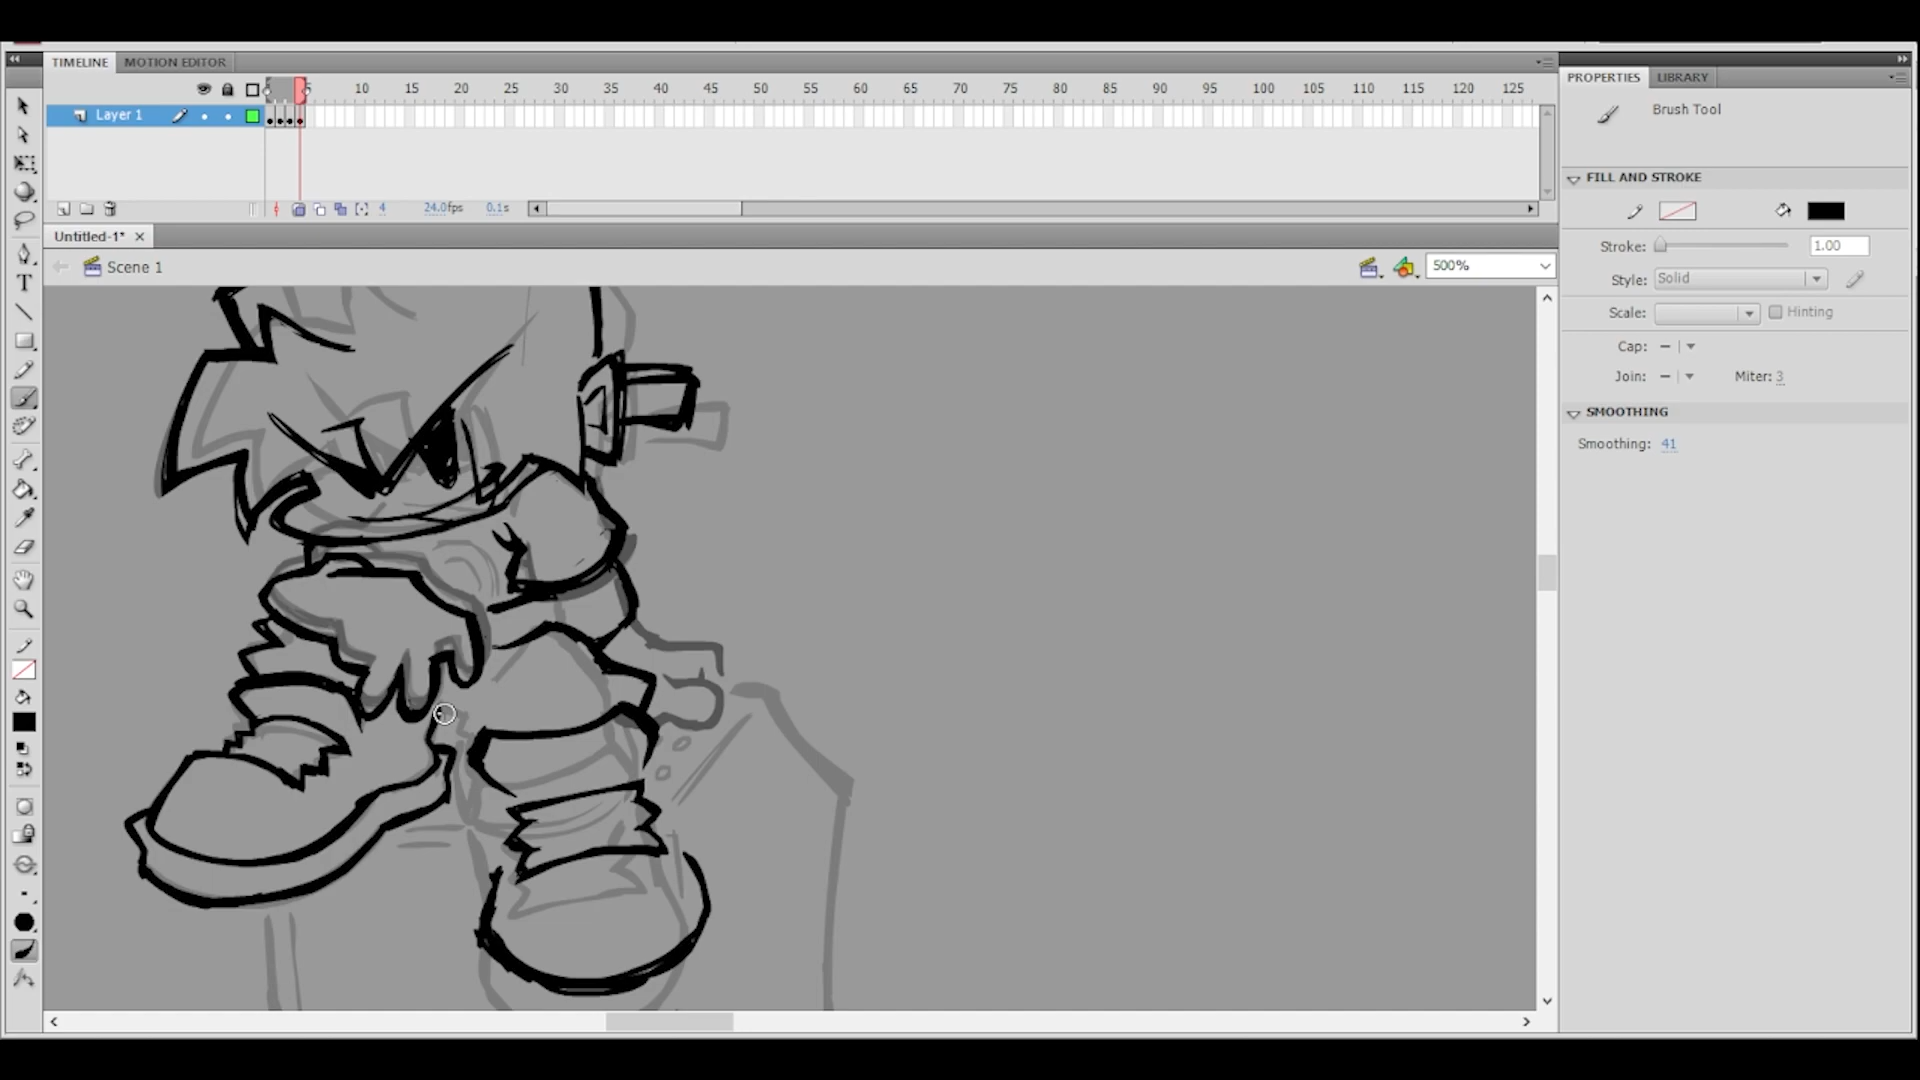 TIMELINE MOTION EDITOR
5 10 15 20 25 30 35 40 45 50 55 60 65 70 75 80 85 90 95 100 105 110 115 120 125
Layer 1
4 24.0fps 0.1s
Untitled-1*
Scene 1
500%
PROPERTIES LIBRARY
Brush Tool
FILL AND STROKE
Stroke: 1.00
Style: Solid
Scale: Hinting
Cap:
Join: Miter: 3
SMOOTHING
Smoothing: 41
T